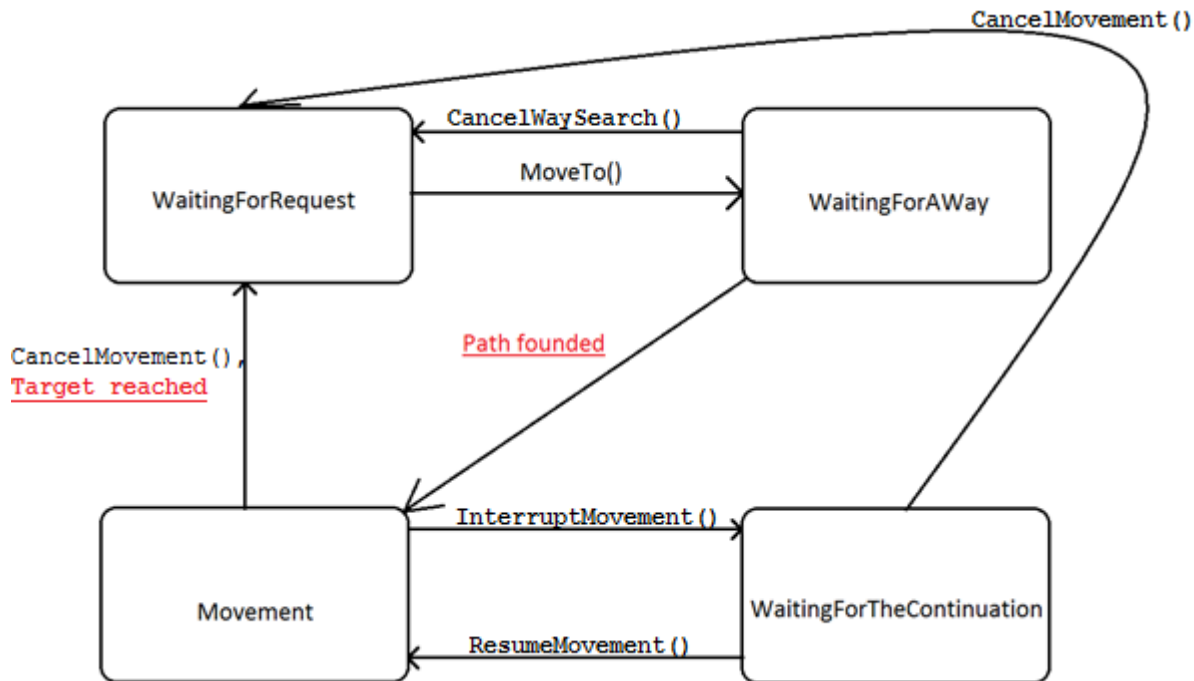 CancelMovement()
CancelWaySearch()
MoveTo()
WaitingForRequest
WaitingForAWay
Path founded
CancelMovement(),
Target reached
InterruptMovement()
Movement
WaitingForTheContinuation
ResumeMovement()